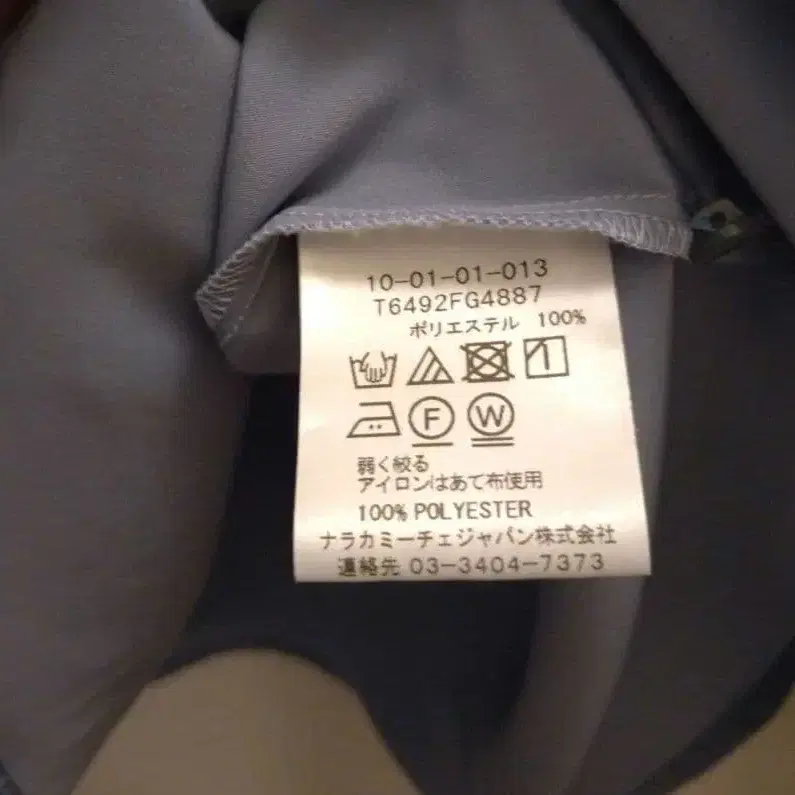 10-01-01-013
T6492FG4887
ポリエステル 100%
F W
弱く絞る
アイロンはあて布使用
100% POLYESTER
ナラカミーチェジャパン株式会社
連絡先 03-3404-7373